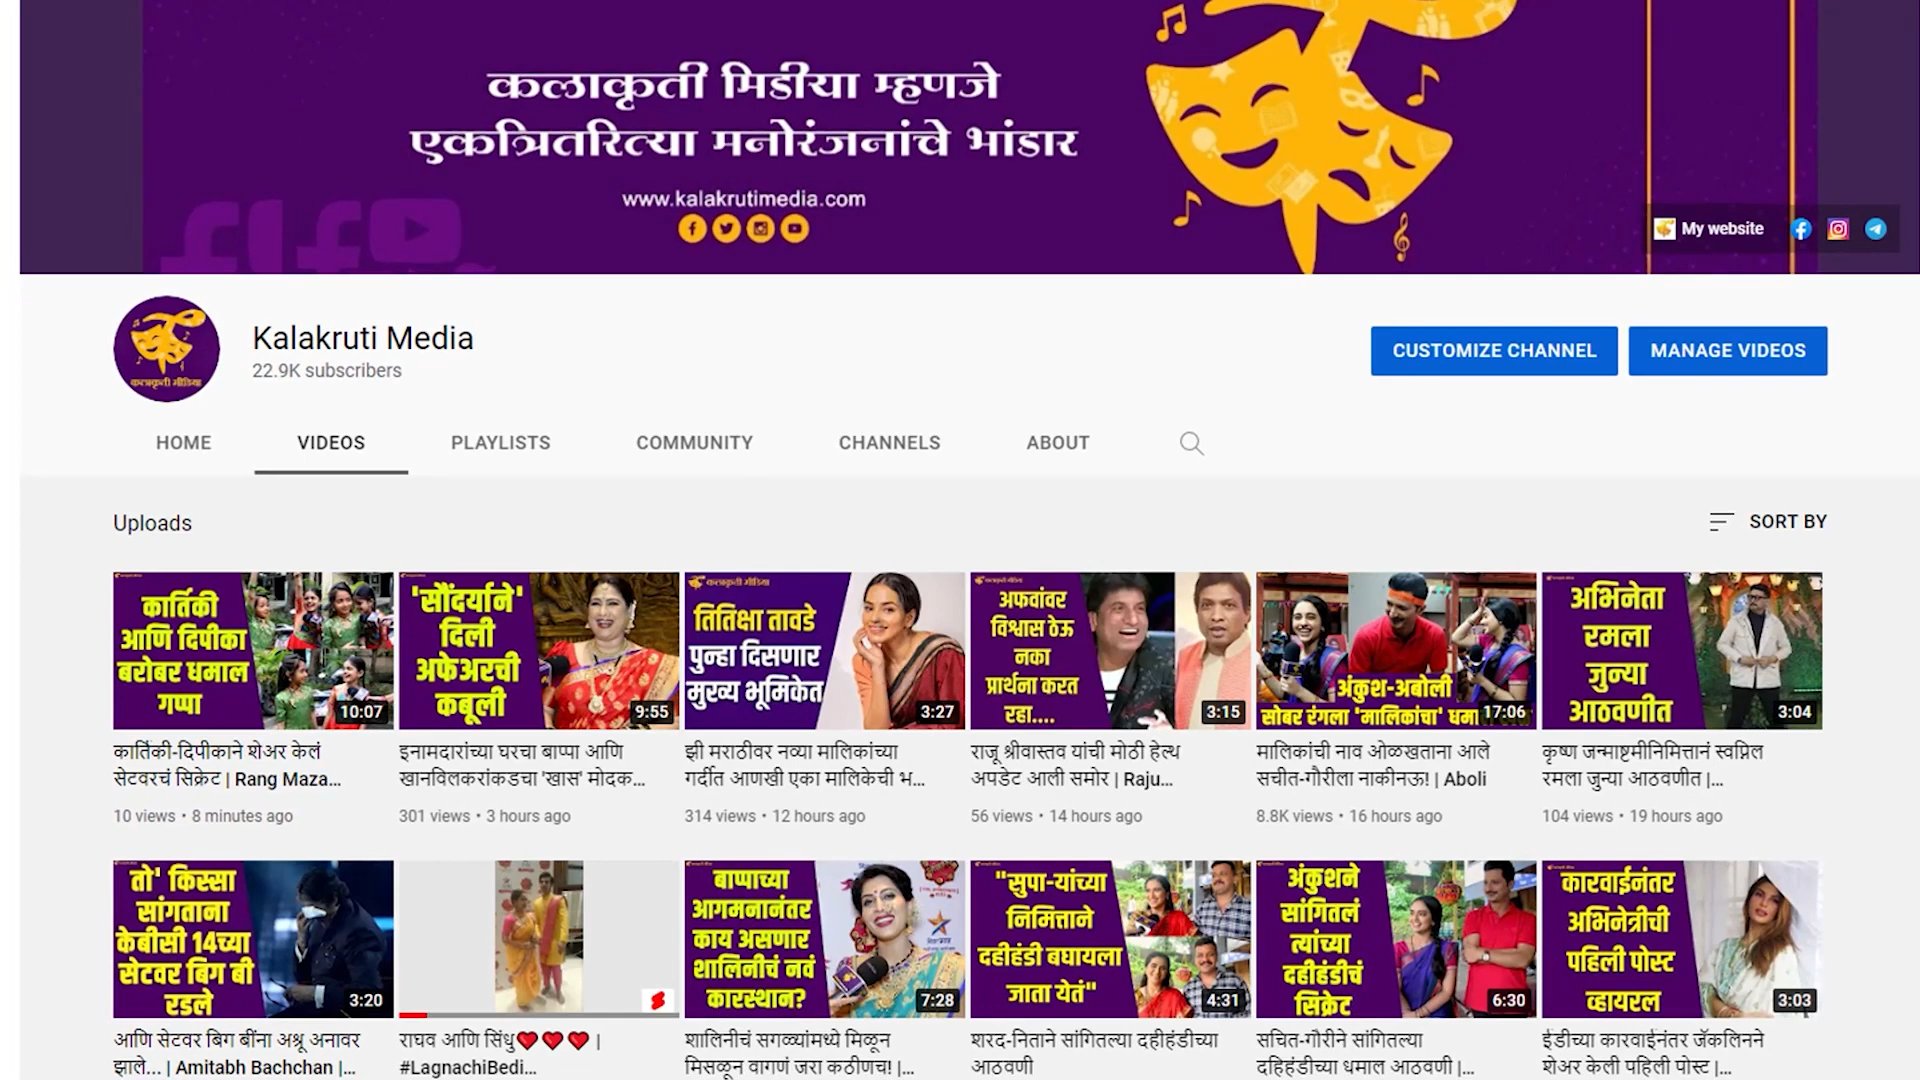 कलाकृती मिडीया म्हणजे
एकत्रितरित्या मनोरंजनांचे भांडार
www.kalakrutimedia.com
My website
कलाकृती मीडिया
Kalakruti Media
22.9K subscribers
CUSTOMIZE CHANNEL
MANAGE VIDEOS
HOME
VIDEOS
PLAYLISTS
COMMUNITY
CHANNELS
ABOUT
Uploads
SORT BY
कार्तिकी
आणि दिपीका
बरोबर धमाल
गप्पा
10:07
कार्तिकी-दिपीकाने शेअर केलं
सेटवरचं सिक्रेट | Rang Maza...
10 views • 8 minutes ago
'सौंदर्याने'
दिली
अफेअरची
कबूली
9:55
इनामदारांच्या घरचा बाप्पा आणि
खानविलकरांकडचा 'खास' मोदक...
301 views • 3 hours ago
कलाकृती मीडिया
तितिक्षा तावडे
पुन्हा दिसणार
मुख्य भूमिकेत
3:27
झी मराठीवर नव्या मालिकांच्या
गर्दीत आणखी एका मालिकेची भ...
314 views • 12 hours ago
कलाकृती मीडिया
अफवांवर
विश्वास ठेऊ
नका
प्रार्थना करत
रहा....
3:15
राजू श्रीवास्तव यांची मोठी हेल्थ
अपडेट आली समोर | Raju...
56 views • 14 hours ago
अंकुश-अबोली
सोबर रंगला 'मालिकांचा' धमा
17:06
मालिकांची नाव ओळखताना आले
सचीत-गौरीला नाकीनऊ! | Aboli
8.8K views • 16 hours ago
अभिनेता
रमला
जुन्या
आठवणीत
3:04
कृष्ण जन्माष्टमीनिमित्तानं स्वप्निल
रमला जुन्या आठवणीत |...
104 views • 19 hours ago
तो' किस्सा
सांगताना
केबीसी 14च्या
सेटवर बिग बी
रडले
3:20
आणि सेटवर बिग बींना अश्रू अनावर
झाले... | Amitabh Bachchan |...
राघव आणि सिंधु❤❤❤ |
#LagnachiBedi...
बाप्पाच्या
आगमनानंतर
काय असणार
शालिनीचं नवं
कारस्थान?
7:28
शालिनीचं सगळ्यांमध्ये मिळून
मिसळून वागणं जरा कठीणच! |...
"सुपा-यांच्या
निमित्ताने
दहीहंडी बघायला
जाता येतं"
4:31
शरद-निताने सांगितल्या दहीहंडीच्या
आठवणी
अंकुशने
सांगितलं
त्यांच्या
दहीहंडीचं
सिक्रेट
6:30
सचित-गौरीने सांगितल्या
दहिहंडीच्या धमाल आठवणी |...
कारवाईनंतर
अभिनेत्रीची
पहिली पोस्ट
व्हायरल
3:03
ईडीच्या कारवाईनंतर जॅकलिनने
शेअर केली पहिली पोस्ट |...